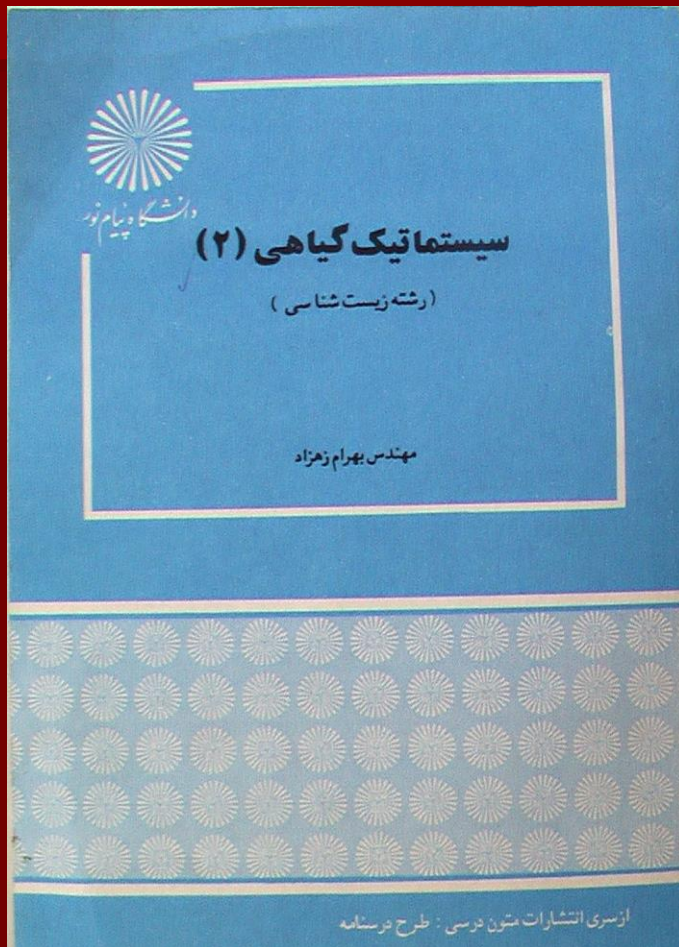 دانشگاه پیام نور
سیستماتیک گیاهی (۲)
(رشته زیست شناسی)
مهندس بهرام زهزاد
ازسری انتشارات متون درسی : طرح درسنامه